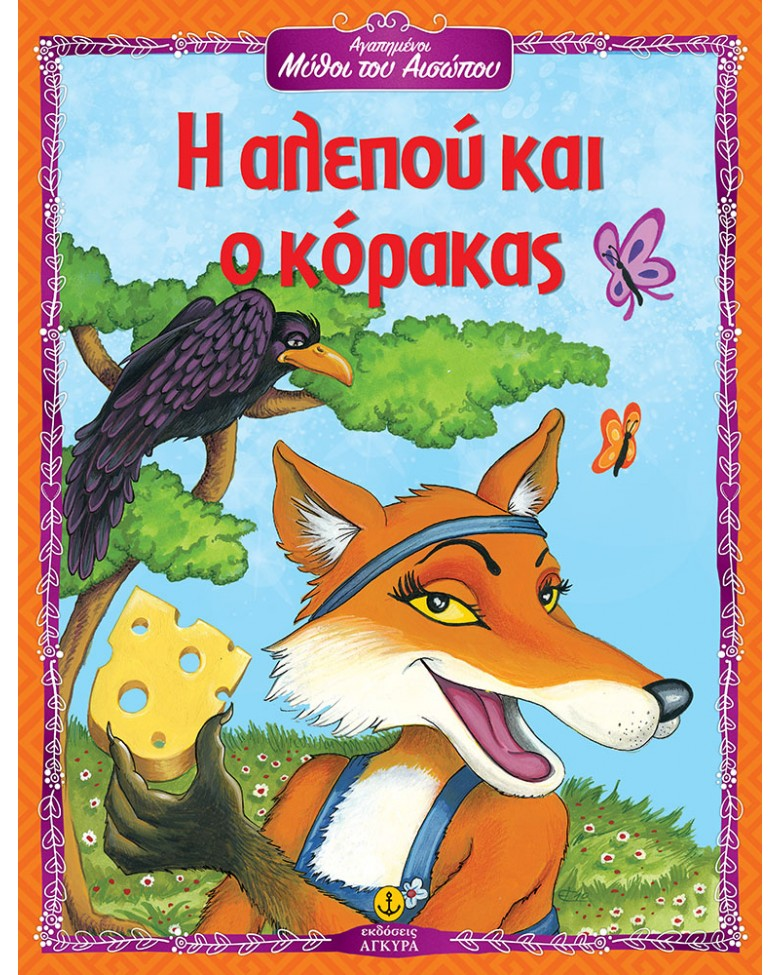 Αγαπημένοι
Μύθοι του Αισώπου
Η αλεπού και
ο κόρακας
εκδόσεις
ΑΓΚΥΡΑ